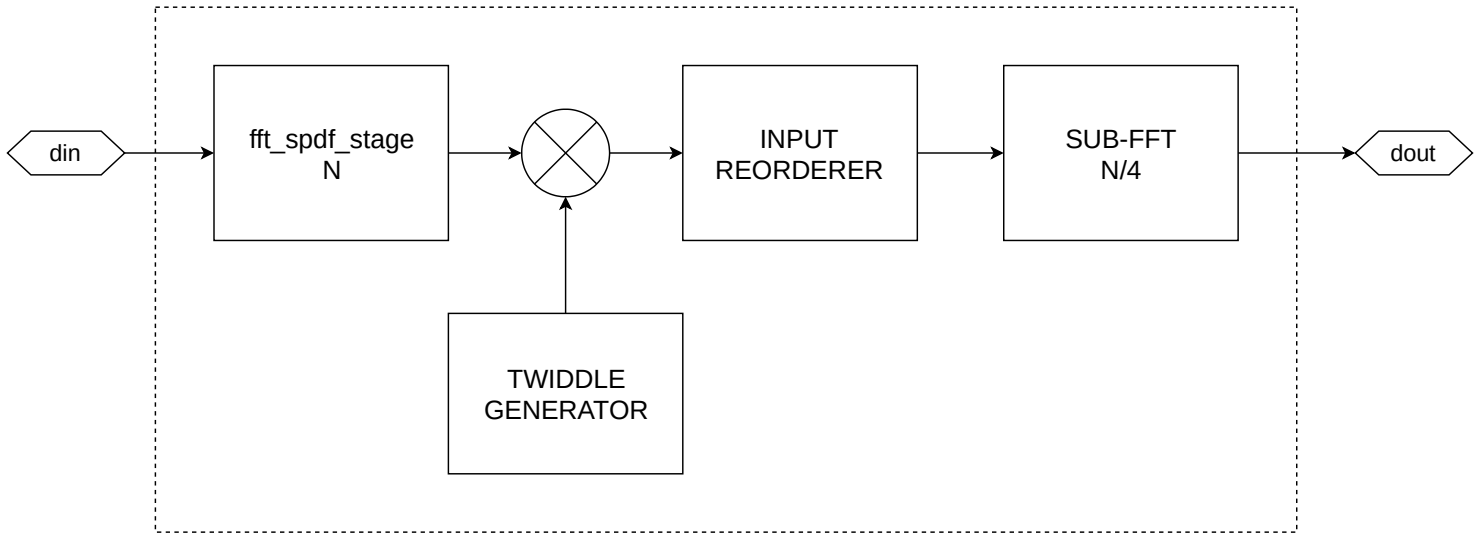 din
fft_spdf_stage
N
INPUT
REORDERER
SUB-FFT
N/4
dout
TWIDDLE
GENERATOR